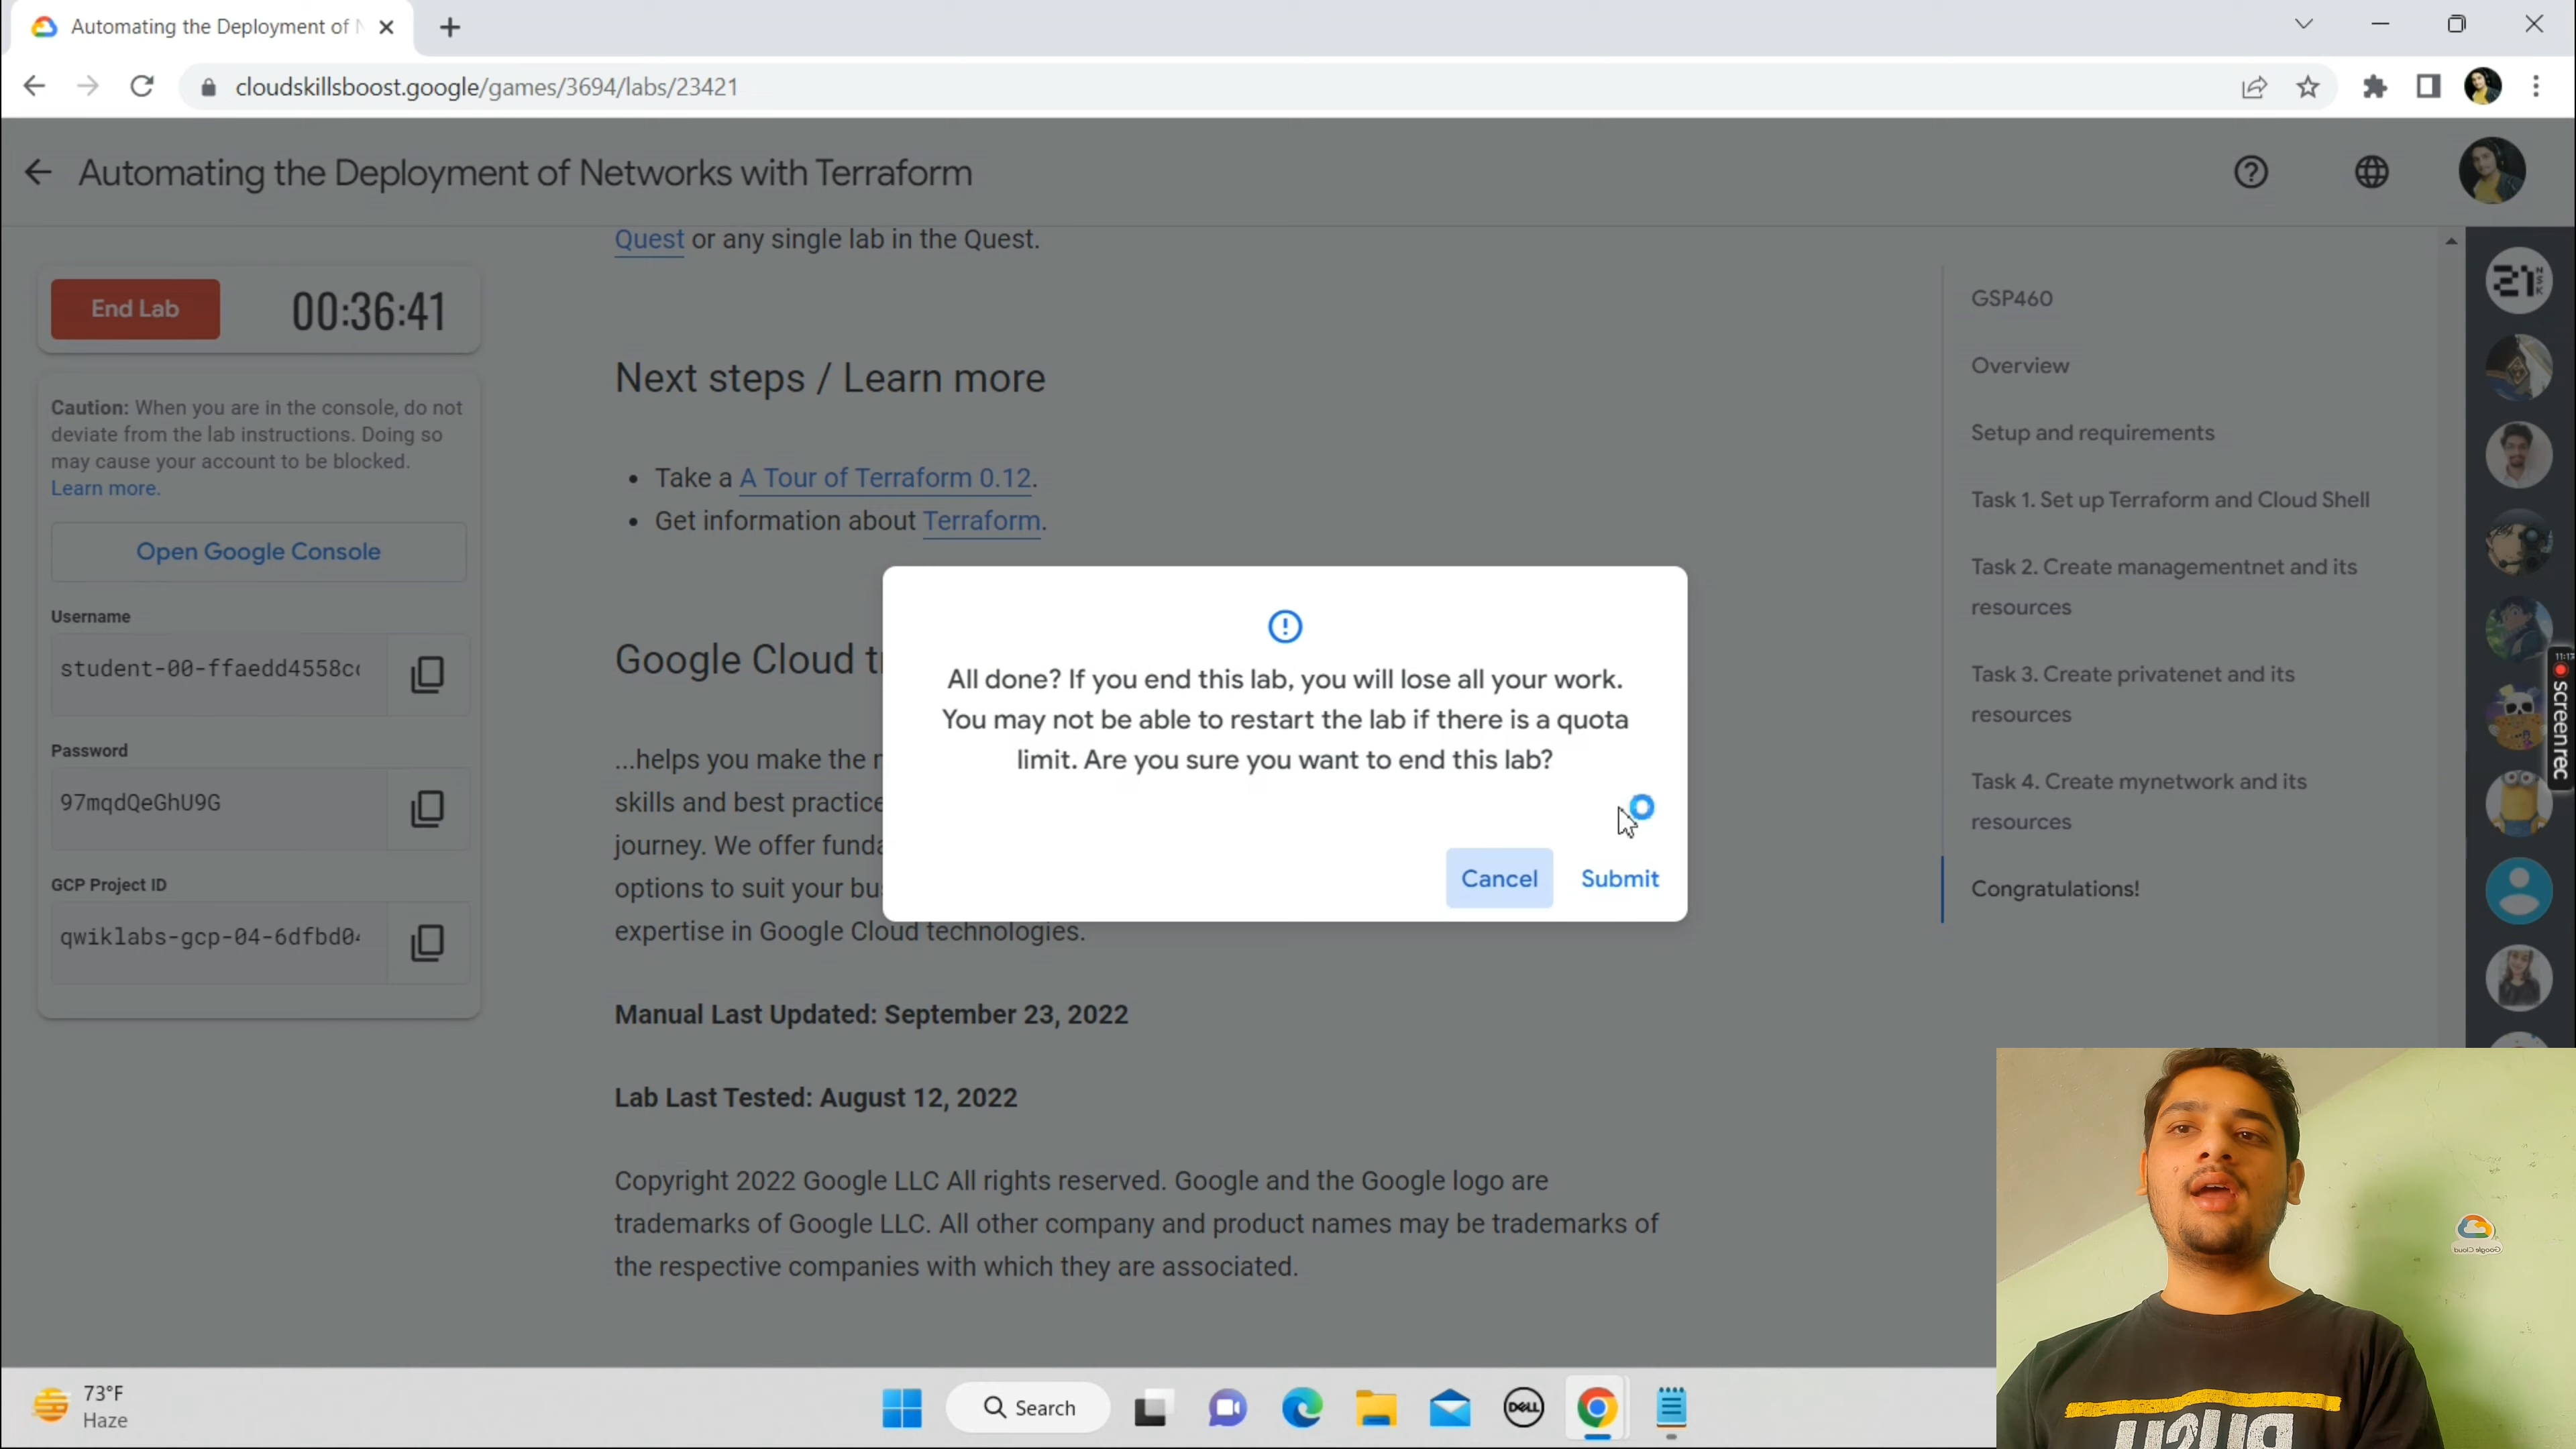 Automating the Deployment of N
cloudskillsboost.google/games/3694/labs/23421
Automating the Deployment of Networks with Terraform
End Lab
00:36:41
Caution: When you are in the console, do not
deviate from the lab instructions. Doing so
may cause your account to be blocked.
Learn more.
Open Google Console
Username
student-00-ffaedd4558c
Password
97mqdQeGhU9G
GCP Project ID
qwiklabs-gcp-04-6dfbd04
Quest or any single lab in the Quest.
Next steps / Learn more
Take a A Tour of Terraform 0.12.
Get information about Terraform.
Google Cloud t
...helps you make the
skills and best practice
journey. We offer funda
options to suit your bu
expertise in Google Cloud technologies.
Manual Last Updated: September 23, 2022
Lab Last Tested: August 12, 2022
Copyright 2022 Google LLC All rights reserved. Google and the Google logo are
trademarks of Google LLC. All other company and product names may be trademarks of
the respective companies with which they are associated.
All done? If you end this lab, you will lose all your work.
You may not be able to restart the lab if there is a quota
limit. Are you sure you want to end this lab?
Cancel
Submit
GSP460
Overview
Setup and requirements
Task 1. Set up Terraform and Cloud Shell
Task 2. Create managementnet and its
resources
Task 3. Create privatenet and its
resources
Task 4. Create mynetwork and its
resources
Congratulations!
21
screenrec
Google Cloud
73°F
Haze
Search
DELL